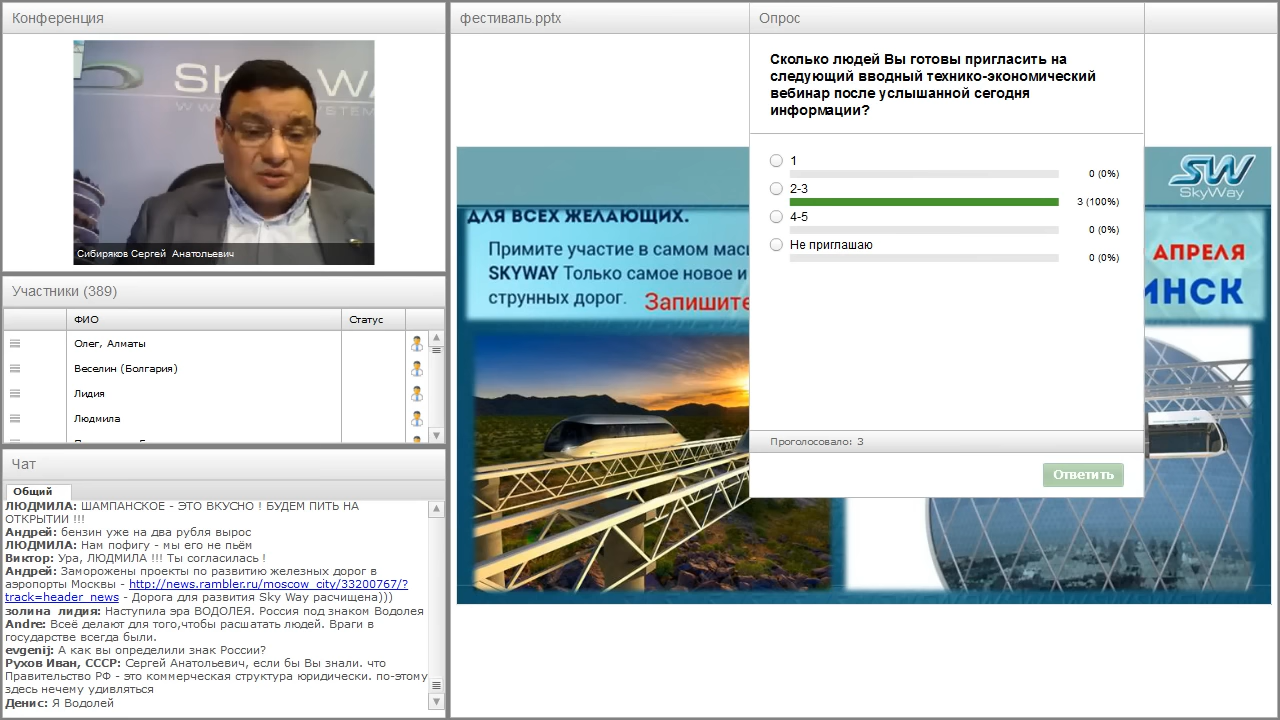 Конференция
SKYWA
WWW
SYSTEM
Сибиряков Сергей Анатольевич
Участники (389)
ФИО
Статус
Олег, Алматы
Веселин (Болгария)
Лидия
Людмила
Чат
Общий
ЛЮДМИЛА: ШАМПАНСКОЕ - ЭТО ВКУСНО ! БУДЕМ ПИТЬ НА
ОТКРЫТИИ !!!
Андрей: бензин уже на два рубля вырос
ЛЮДМИЛА: Нам пофигу - мы его не пьём
Виктор: Ура, ЛЮДМИЛА !!! Ты согласилась !
Андрей: Заморожены проекты по развитию железных дорог в
аэропорты Москвы - http://news.rambler.ru/moscow_city/33200767/?
track=header_news - Дорога для развития Sky Way расчищена)))
золина лидия: Наступила эра ВОДОЛЕЯ. Россия под знаком Водолея
Andre: Всеё делают для того,чтобы расшатать людей. Враги в
государстве всегда были.
evgenij: А как вы определили знак России?
Рухов Иван, СССР: Сергей Анатольевич, если бы Вы знали. что
Правительство РФ - это коммерческая структура юридически. по-этому
здесь нечему удивляться
Денис: Я Водолей
фестиваль.pptx
ДЛЯ ВСЕХ ЖЕЛАЮЩИХ.
Примите участие в самом мас
SKYWAY Только самое новое и
струнных дорог. Запишите
SW
SkyWay
АПРЕЛЯ
ИНСК
Опрос
Сколько людей Вы готовы пригласить на
следующий вводный технико-экономический
вебинар после услышанной сегодня
информации?
1
0 (0%)
2-3
3 (100%)
4-5
0 (0%)
Не приглашаю
0 (0%)
Проголосовало: 3
Ответить